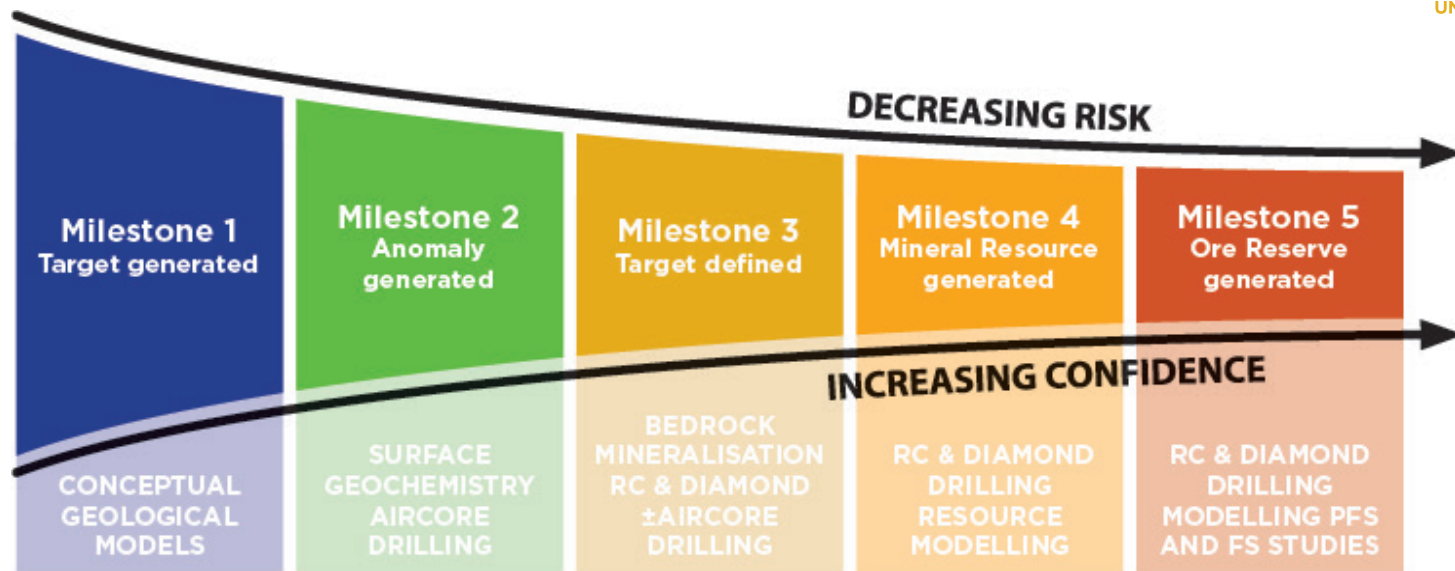 UN
DECREASING RISK
Milestone 1
Target generated
Milestone 2
Anomaly
generated
Milestone 3
Target defined
Milestone 4
Mineral Resource
generated
Milestone 5
Ore Reserve
generated
INCREASING CONFIDENCE
CONCEPTUAL
GEOLOGICAL
MODELS
SURFACE
GEOCHEMISTRY
AIRCORE
DRILLING
BEDROCK
MINERALISATION
RC & DIAMOND
±AIRCORE
DRILLING
RC & DIAMOND
DRILLING
RESOURCE
MODELLING
RC & DIAMOND
DRILLING
MODELLING PFS
AND FS STUDIES